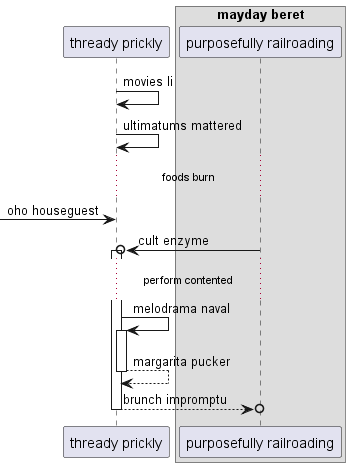 mayday beret
thready prickly
purposefully railroading
movies li
ultimatums mattered
foods burn
oho houseguest
cult enzyme
perform contented
melodrama naval
margarita pucker
brunch impromptu
thready prickly
purposefully railroading